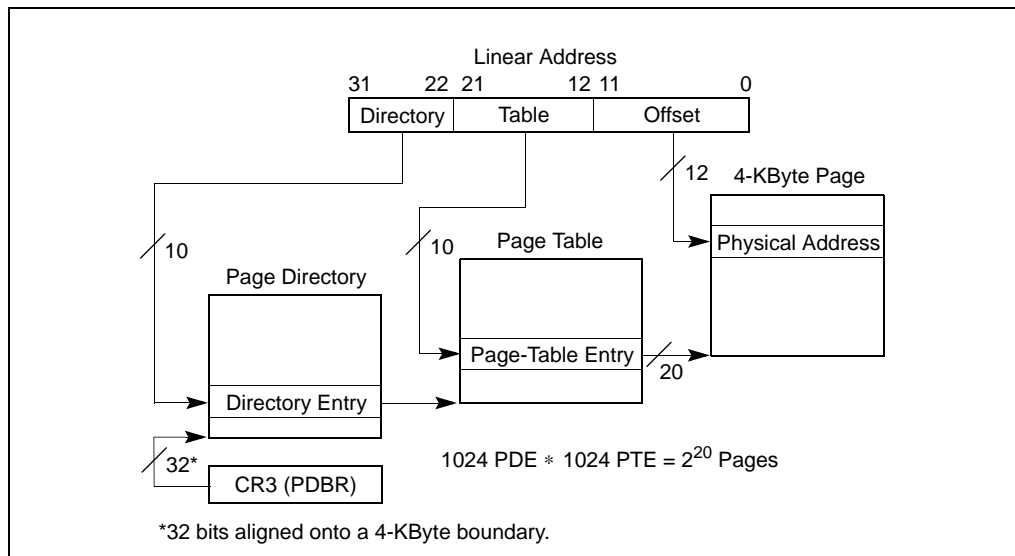 Linear Address
31 22 21 12 11 0
Directory Table Offset
12
4-KByte Page
10
10
Page Table
Physical Address
Page Directory
Page-Table Entry
20
Directory Entry
32*
1024 PDE * 1024 PTE = 2²⁰ Pages
CR3 (PDBR)
*32 bits aligned onto a 4-KByte boundary.